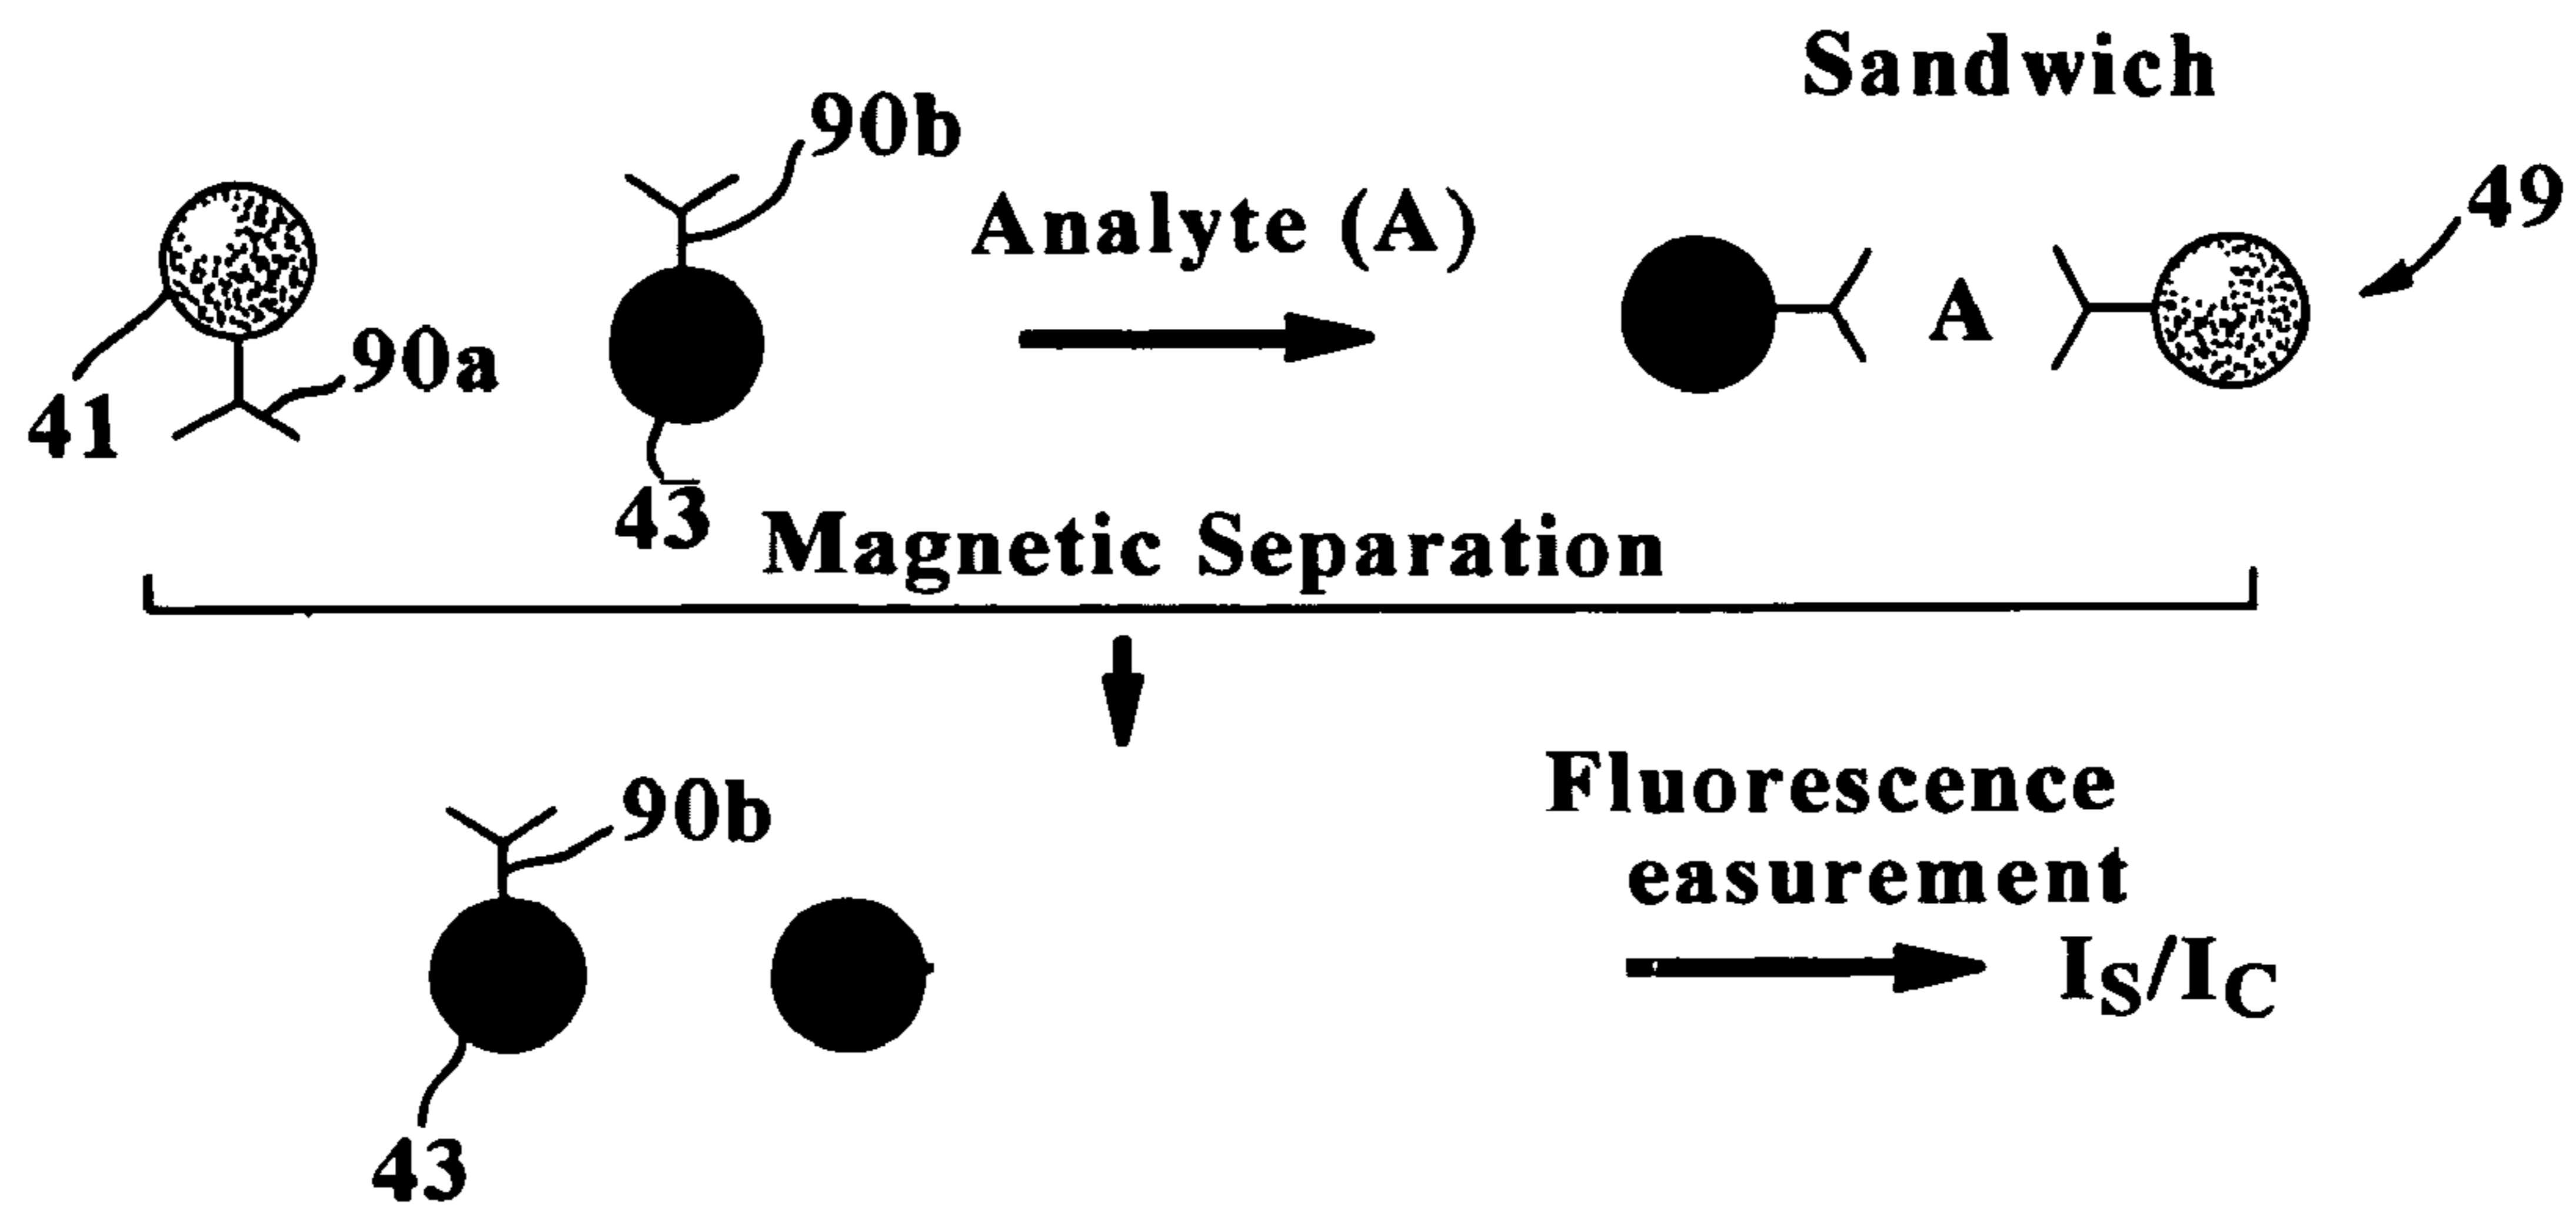 Sandwich
90b
49
Analyte (A)
A
90a
41
43
Magnetic Separation
90b
Fluorescence
easurement
IS/IC
43